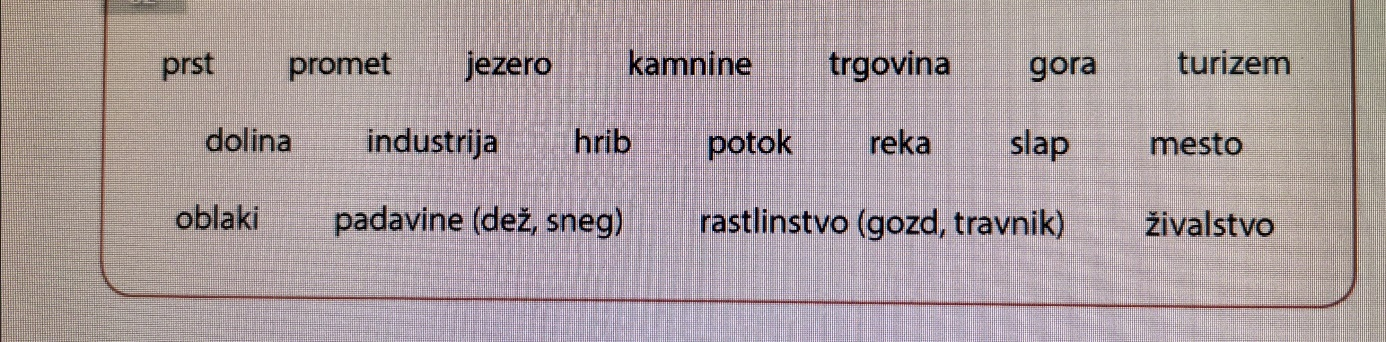 prst promet jezero kamnine trgovina gora turizem
dolina industrija hrib potok reka slap mesto
oblaki padavine (dež, sneg) rastlinstvo (gozd, travnik) živalstvo